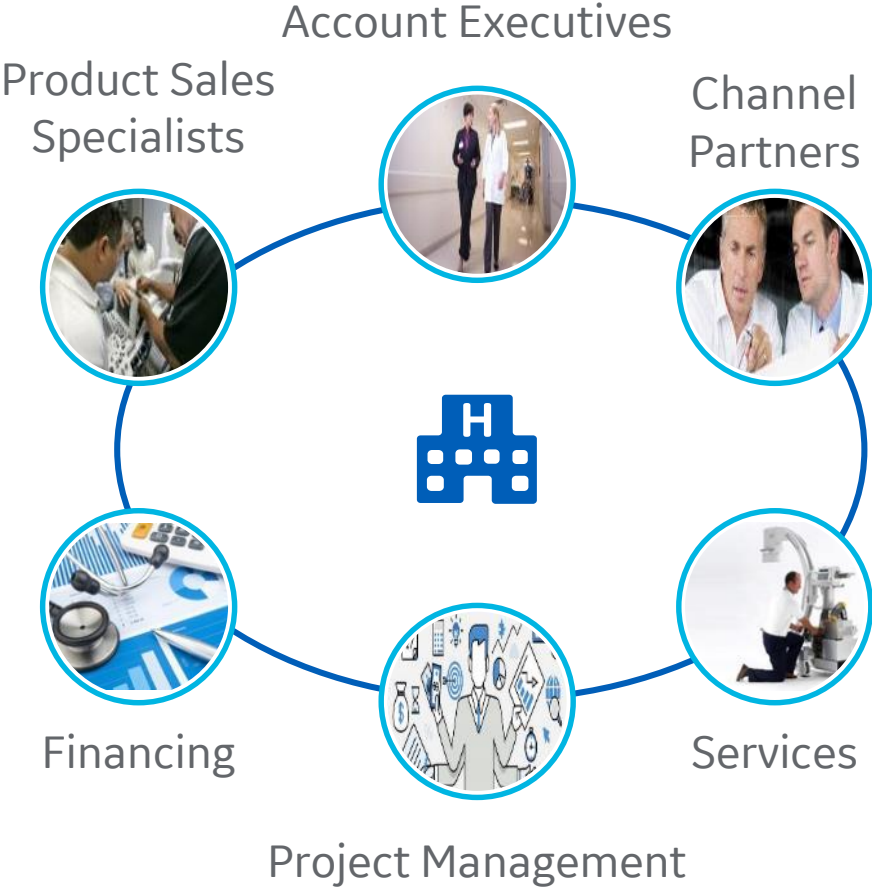 Account Executives
Product Sales
Specialists
Channel
Partners
H
Financing
Services
Project Management